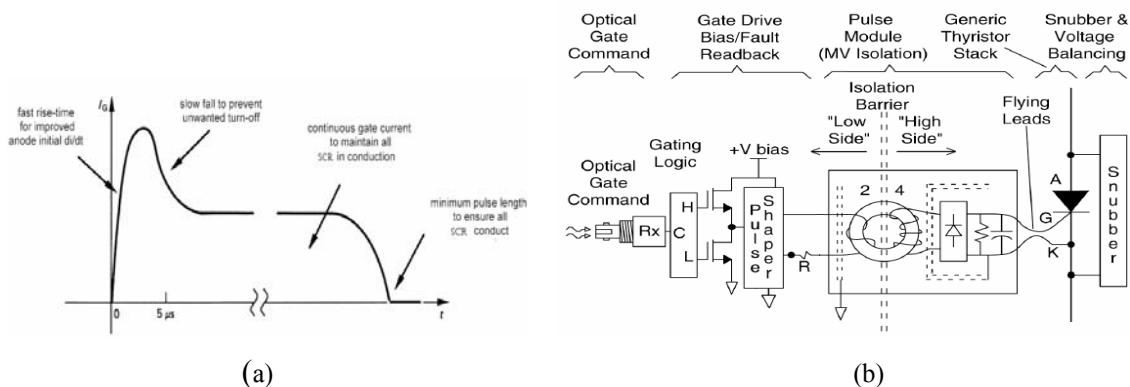 I_G
fast rise-time
for improved
anode initial di/dt
slow fall to prevent
unwanted turn-off
continuous gate current
to maintain all
SCR in conduction
minimum pulse length
to ensure all
SCR conduct
0
5 µs
t
(a)
Optical
Gate
Command
Gate Drive
Bias/Fault
Readback
Pulse
Module
(MV Isolation)
Generic
Thyristor
Stack
Snubber &
Voltage
Balancing
Isolation
Barrier
"Low
Side"
"High
Side"
Flying
Leads
Optical
Gate
Command
Gating
Logic
+V bias
Rx
H
C
L
Pulse
Shaper
R
2
4
A
G
K
Snubber
(b)